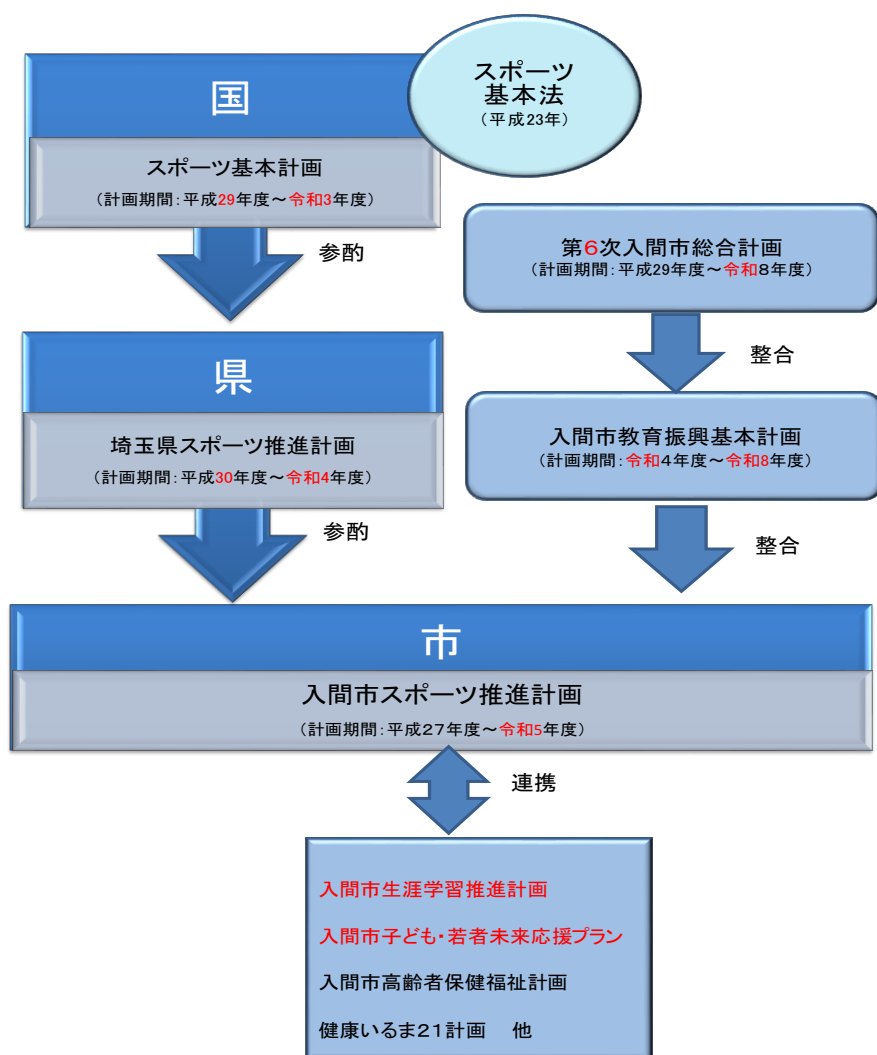 国
スポーツ
基本法
（平成23年）
スポーツ基本計画
（計画期間：平成29年度～令和3年度）
参酌
第６次入間市総合計画
（計画期間：平成29年度～令和８年度）
整合
県
埼玉県スポーツ推進計画
（計画期間：平成30年度～令和4年度）
入間市教育振興基本計画
（計画期間：令和４年度～令和8年度）
参酌
整合
市
入間市スポーツ推進計画
（計画期間：平成２７年度～令和5年度）
連携
入間市生涯学習推進計画
入間市子ども・若者未来応援プラン
入間市高齢者保健福祉計画
健康いるま２１計画　他